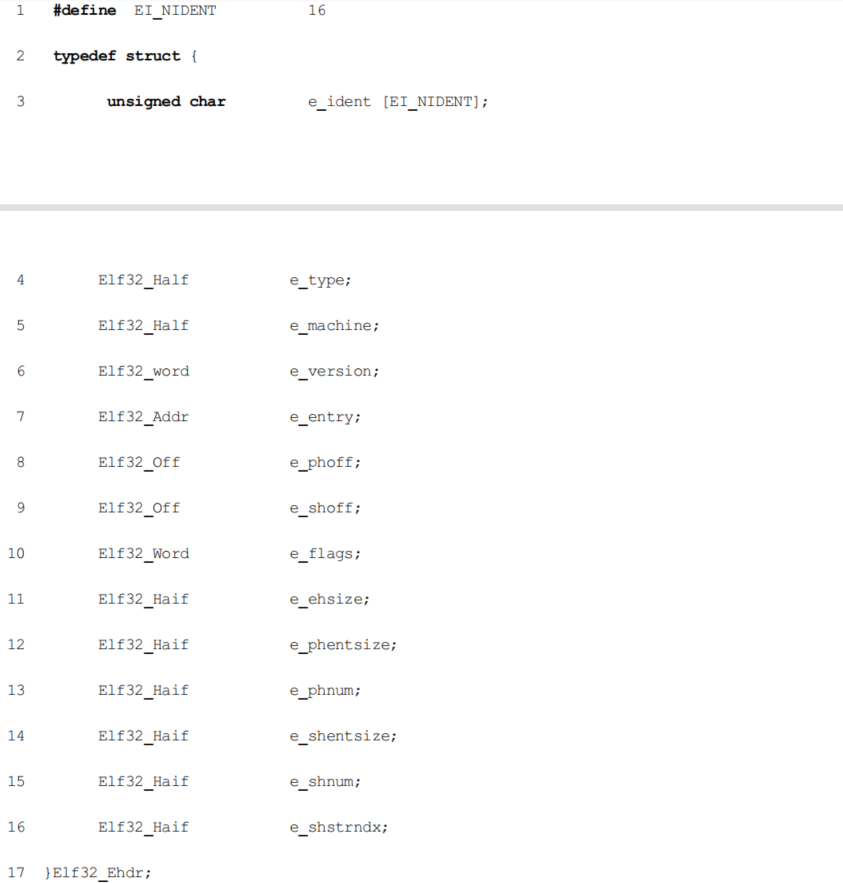 1 #define EI_NIDENT 16
2 typedef struct {
3 unsigned char e_ident [EI_NIDENT];
4 Elf32_Half e_type;
5 Elf32_Half e_machine;
6 Elf32_word e_version;
7 Elf32_Addr e_entry;
8 Elf32_Off e_phoff;
9 Elf32_Off e_shoff;
10 Elf32_Word e_flags;
11 Elf32_Haif e_ehsize;
12 Elf32_Haif e_phentsize;
13 Elf32_Haif e_phnum;
14 Elf32_Haif e_shentsize;
15 Elf32_Haif e_shnum;
16 Elf32_Haif e_shstrndx;
17 }Elf32_Ehdr;